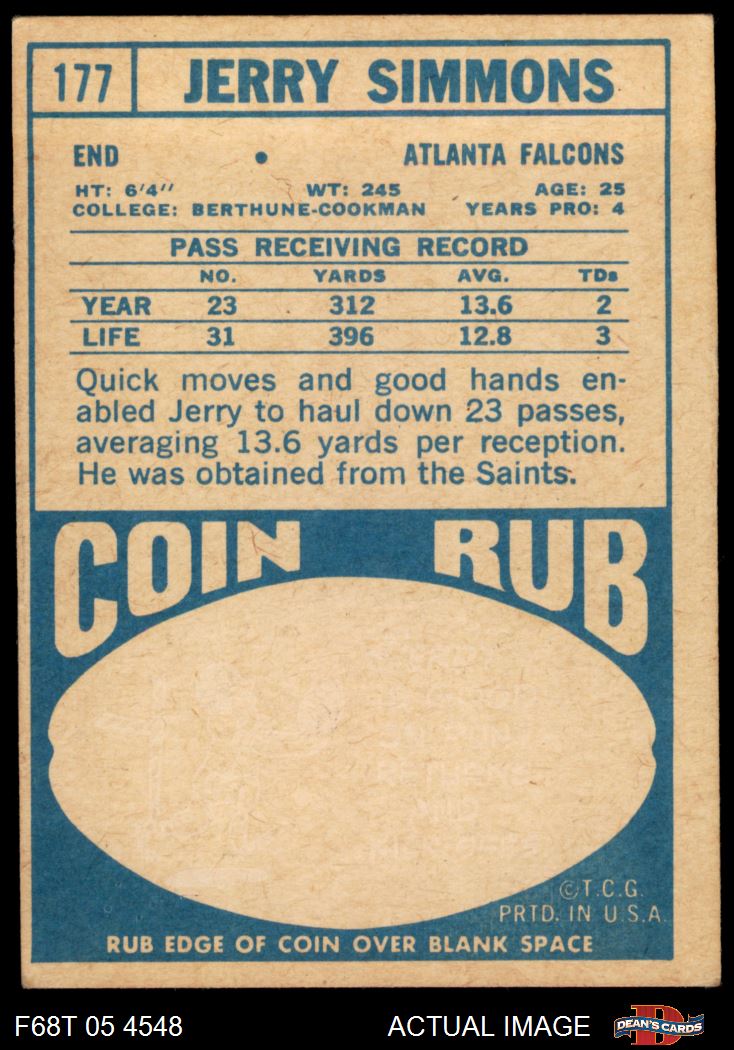 177 JERRY SIMMONS
END • ATLANTA FALCONS
HT: 6'4" WT: 245 AGE: 25
COLLEGE: BERTHUNE-COOKMAN YEARS PRO: 4
PASS RECEIVING RECORD
NO. YARDS AVG. TDs
YEAR 23 312 13.6 2
LIFE 31 396 12.8 3
Quick moves and good hands en-
abled Jerry to haul down 23 passes,
averaging 13.6 yards per reception.
He was obtained from the Saints.
COIN RUB
©T.C.G.
PRTD. IN U.S.A.
RUB EDGE OF COIN OVER BLANK SPACE
F68T 05 4548 ACTUAL IMAGE DEAN'S CARDS